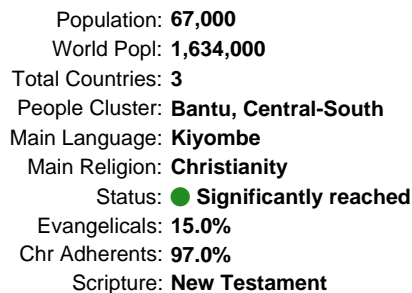 Population: 67,000
World Popl: 1,634,000
Total Countries: 3
People Cluster: Bantu, Central-South
Main Language: Kiyombe
Main Religion: Christianity
Status: Significantly reached
Evangelicals: 15.0%
Chr Adherents: 97.0%
Scripture: New Testament